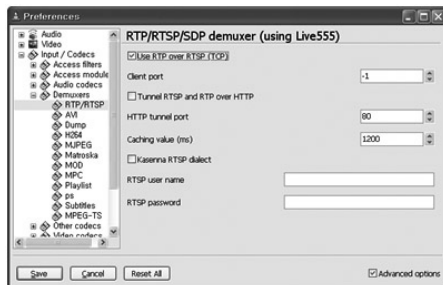 Preferences
Audio
Video
Input / Codecs
Access filters
Access module
Audio codecs
Demuxers
RTP/RTSP
AVI
Dump
H264
MJPEG
Matroska
MOD
MPC
Playlist
ps
Subtitles
MPEG-TS
Other codecs
Video codecs
RTP/RTSP/SDP demuxer (using Live555)
Use RTP over RTSP (TCP)
Client port
-1
Tunnel RTSP and RTP over HTTP
HTTP tunnel port
80
Caching value (ms)
1200
Kasenna RTSP dialect
RTSP user name
RTSP password
Save
Cancel
Reset All
Advanced options